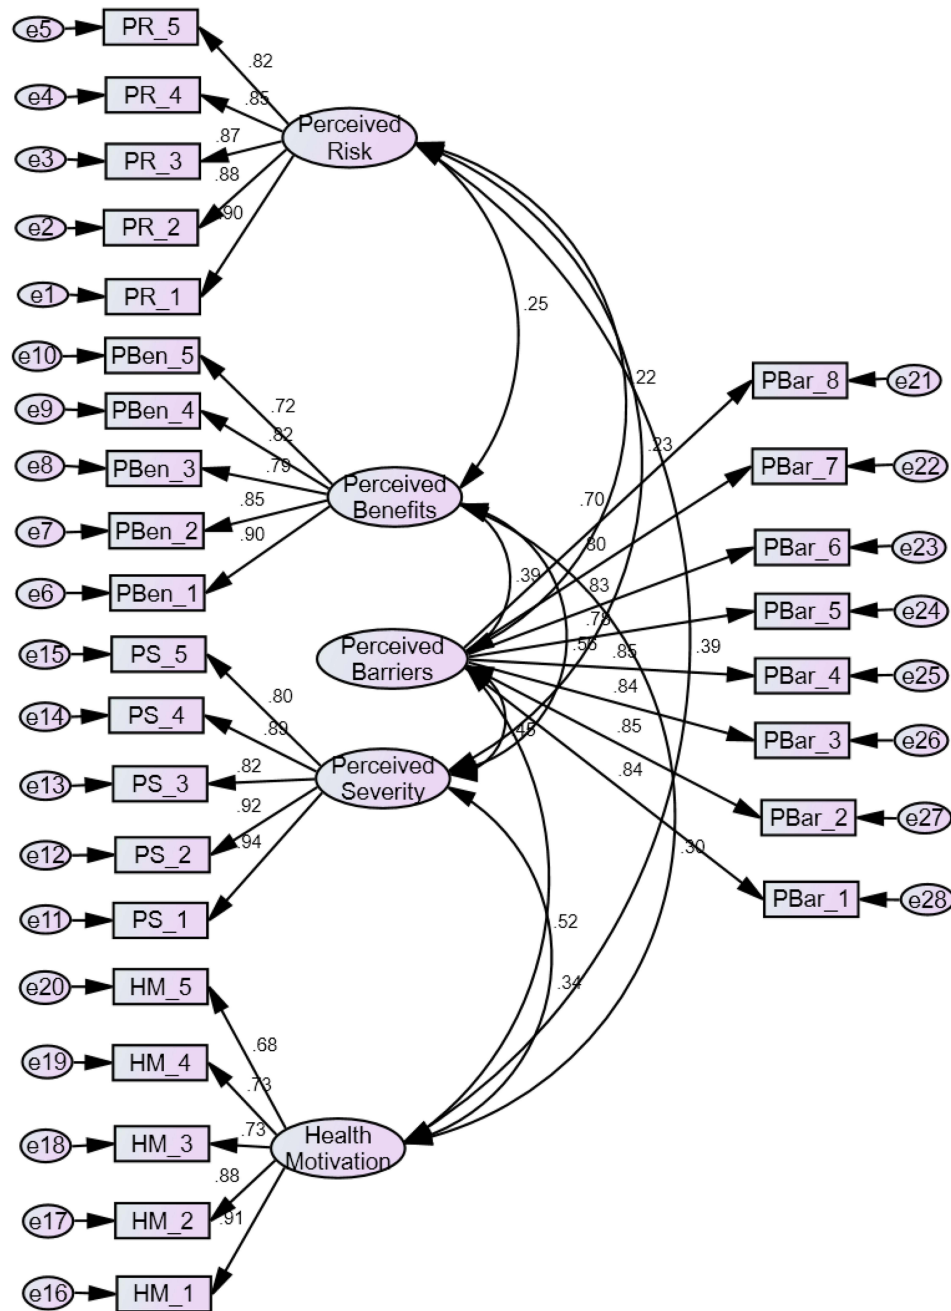 e5
PR_5
.82
e4
PR_4
.85
e3
PR_3
.87
e2
PR_2
.88
e1
PR_1
.90
Perceived
Risk
e10
PBen_5
.72
e9
PBen_4
.82
e8
PBen_3
.79
e7
PBen_2
.85
e6
PBen_1
.90
Perceived
Benefits
Perceived
Barriers
e15
PS_5
.80
e14
PS_4
.89
e13
PS_3
.82
e12
PS_2
.92
e11
PS_1
.94
Perceived
Severity
e20
HM_5
.68
e19
HM_4
.73
e18
HM_3
.73
e17
HM_2
.88
e16
HM_1
.91
Health
Motivation
.25
.22
.23
.39
.39
.56
.45
.30
.52
.34
.70
PBar_8
e21
.80
PBar_7
e22
.83
PBar_6
e23
PBar_5
e24
.85
PBar_4
e25
.84
PBar_3
e26
.85
PBar_2
e27
.84
PBar_1
e28